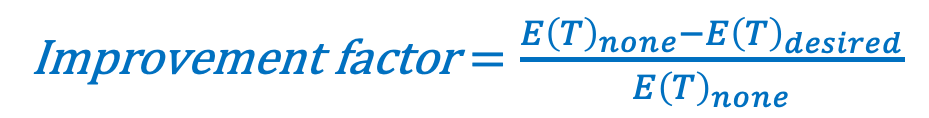 Improvement factor = E(T)none−E(T)desired / E(T)none